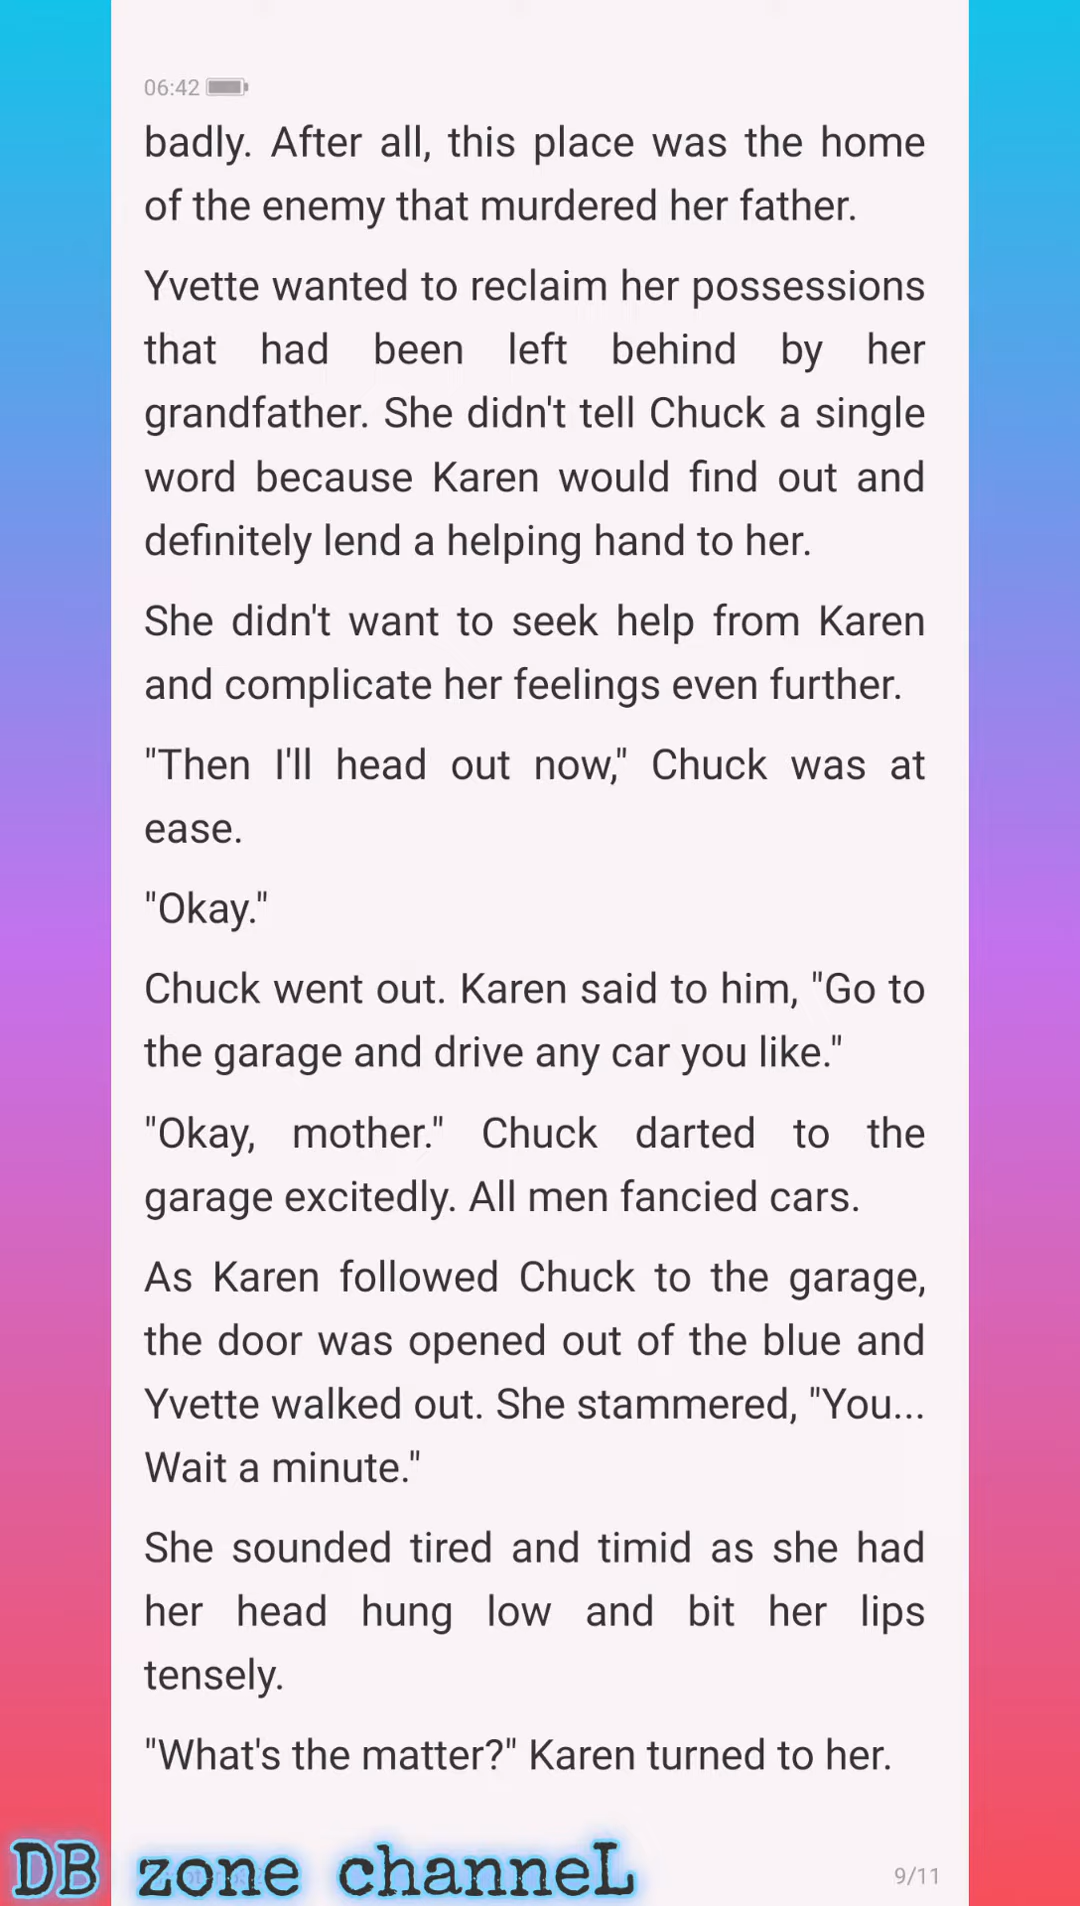 06:42
badly. After all, this place was the home
of the enemy that murdered her father.
Yvette wanted to reclaim her possessions
that had been left behind by her
grandfather. She didn't tell Chuck a single
word because Karen would find out and
definitely lend a helping hand to her.
She didn't want to seek help from Karen
and complicate her feelings even further.
"Then I'll head out now," Chuck was at
ease.
"Okay."
Chuck went out. Karen said to him, "Go to
the garage and drive any car you like."
"Okay, mother." Chuck darted to the
garage excitedly. All men fancied cars.
As Karen followed Chuck to the garage,
the door was opened out of the blue and
Yvette walked out. She stammered, "You...
Wait a minute."
She sounded tired and timid as she had
her head hung low and bit her lips
tensely.
"What's the matter?" Karen turned to her.
DB zone channeL
9/11